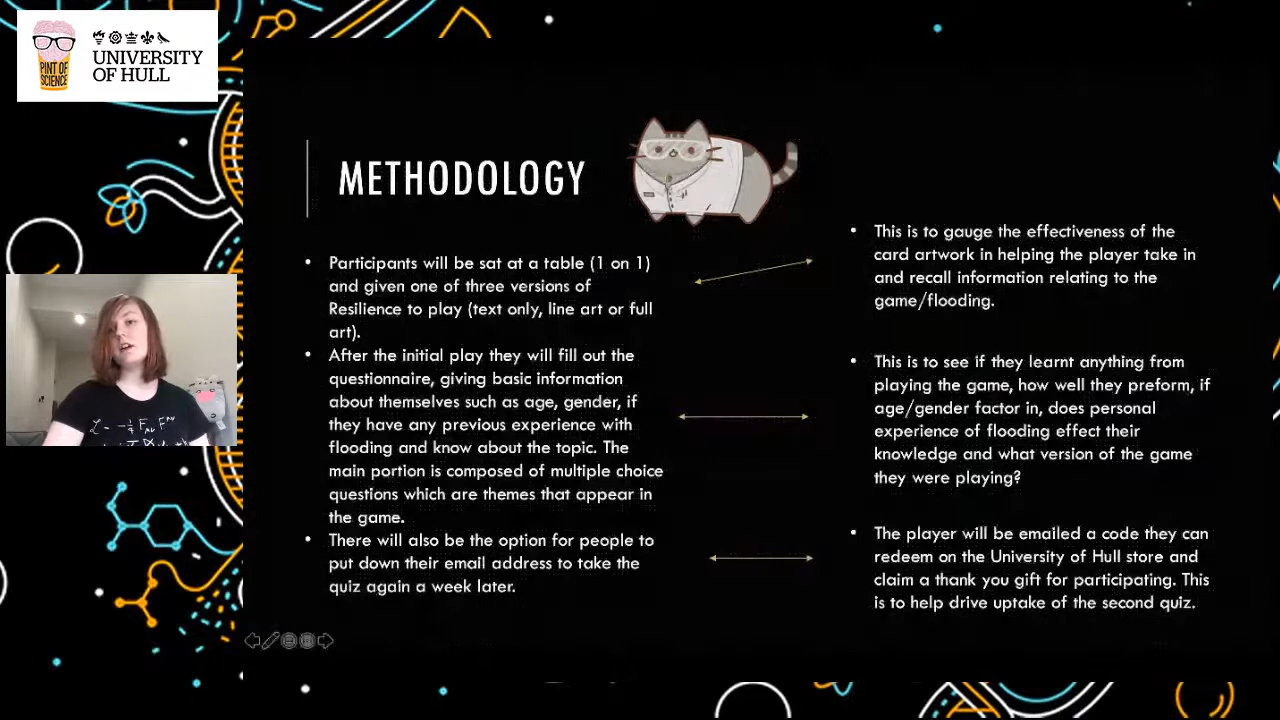 PINT OF
SCIENCE
UNIVERSITY
OF HULL
METHODOLOGY
• Participants will be sat at a table (1 on 1)
and given one of three versions of
Resilience to play (text only, line art or full
art).
• After the initial play they will fill out the
questionnaire, giving basic information
about themselves such as age, gender, if
they have any previous experience with
flooding and know about the topic. The
main portion is composed of multiple choice
questions which are themes that appear in
the game.
• There will also be the option for people to
put down their email address to take the
quiz again a week later.
• This is to gauge the effectiveness of the
card artwork in helping the player take in
and recall information relating to the
game/flooding.
• This is to see if they learnt anything from
playing the game, how well they preform, if
age/gender factor in, does personal
experience of flooding effect their
knowledge and what version of the game
they were playing?
• The player will be emailed a code they can
redeem on the University of Hull store and
claim a thank you gift for participating. This
is to help drive uptake of the second quiz.